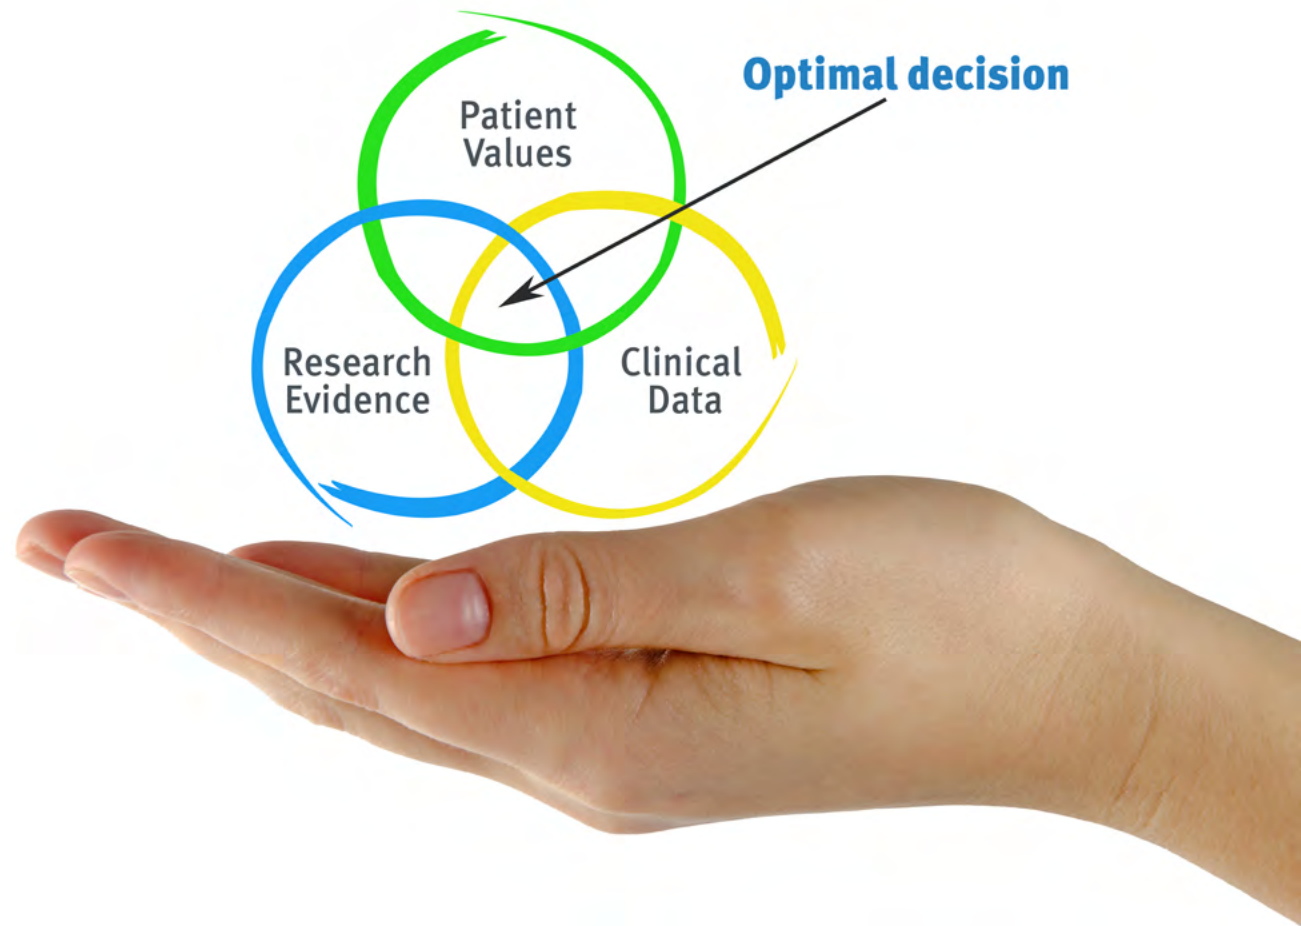 Optimal decision
Patient
Values
Research
Evidence
Clinical
Data